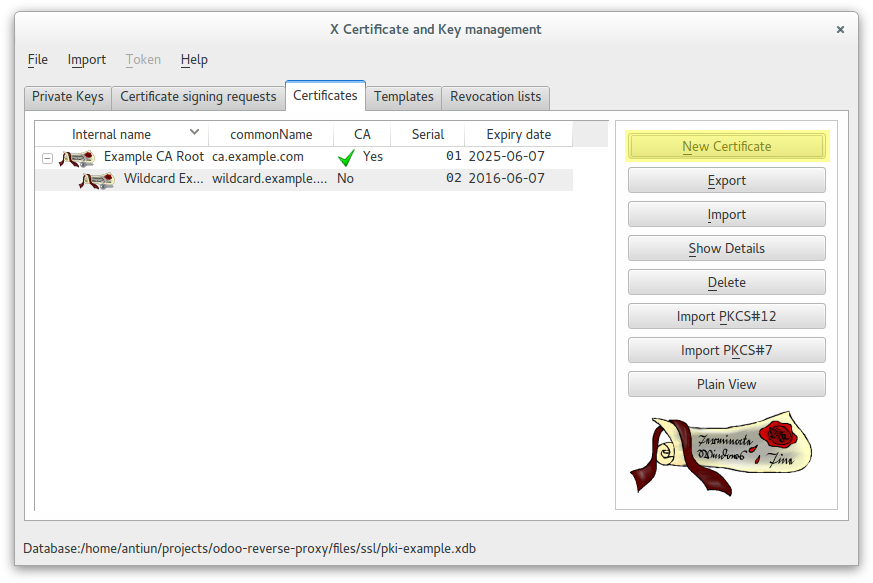 X Certificate and Key management ×
File Import Token Help
Private Keys Certificate signing requests Certificates Templates Revocation lists
Internal name commonName CA Serial Expiry date
Example CA Root ca.example.com Yes 01 2025-06-07
Wildcard Ex... wildcard.example.... No 02 2016-06-07
New Certificate
Export
Import
Show Details
Delete
Import PKCS#12
Import PKCS#7
Plain View
Terminate
Windows
Time
Database:/home/antiun/projects/odoo-reverse-proxy/files/ssl/pki-example.xdb